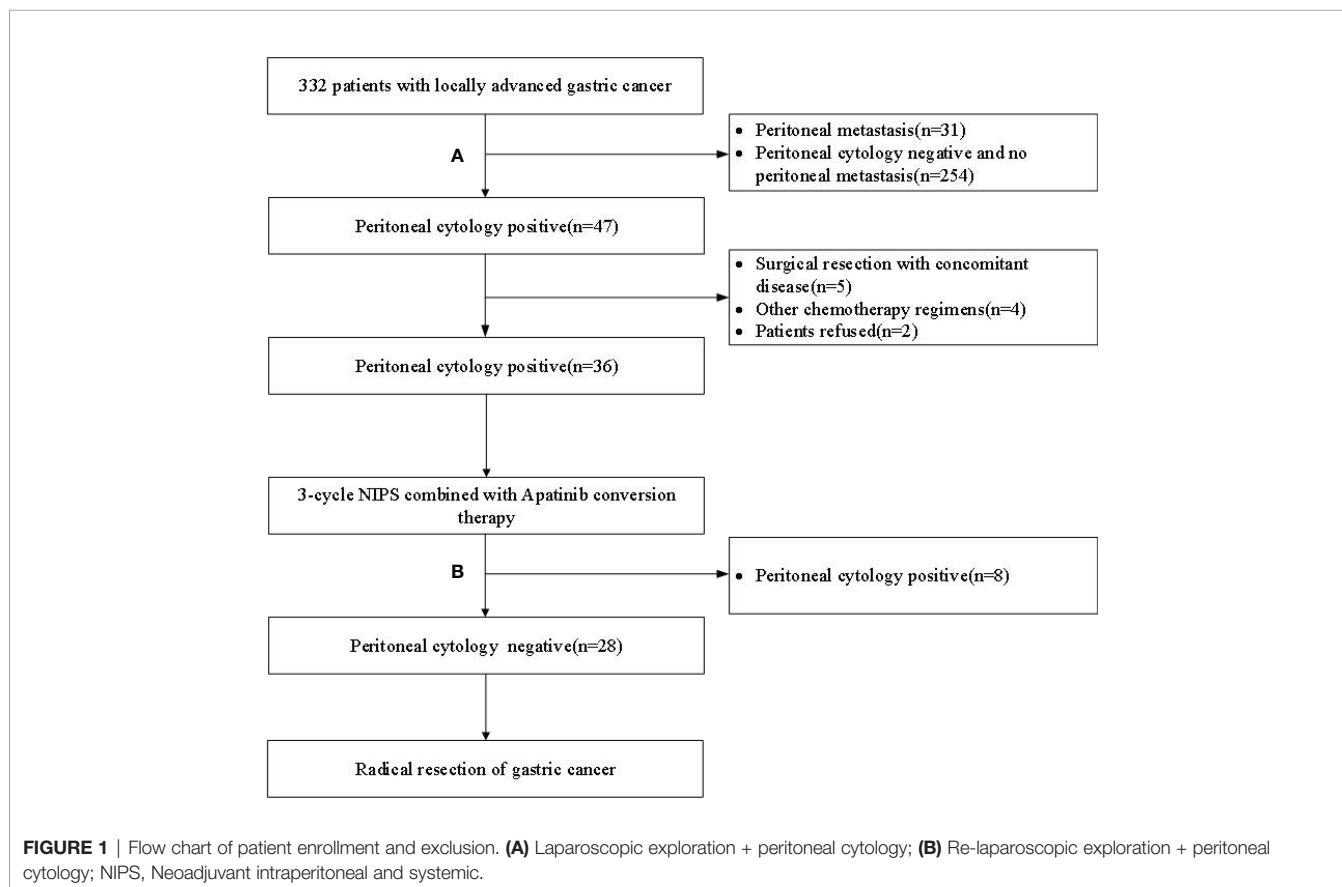 332 patients with locally advanced gastric cancer
• Peritoneal metastasis(n=31)
• Peritoneal cytology negative and no
peritoneal metastasis(n=254)
A
Peritoneal cytology positive(n=47)
• Surgical resection with concomitant
disease(n=5)
• Other chemotherapy regimens(n=4)
• Patients refused(n=2)
Peritoneal cytology positive(n=36)
3-cycle NIPS combined with Apatinib conversion
therapy
B
• Peritoneal cytology positive(n=8)
Peritoneal cytology negative(n=28)
Radical resection of gastric cancer
FIGURE 1 | Flow chart of patient enrollment and exclusion. (A) Laparoscopic exploration + peritoneal cytology; (B) Re-laparoscopic exploration + peritoneal
cytology; NIPS, Neoadjuvant intraperitoneal and systemic.